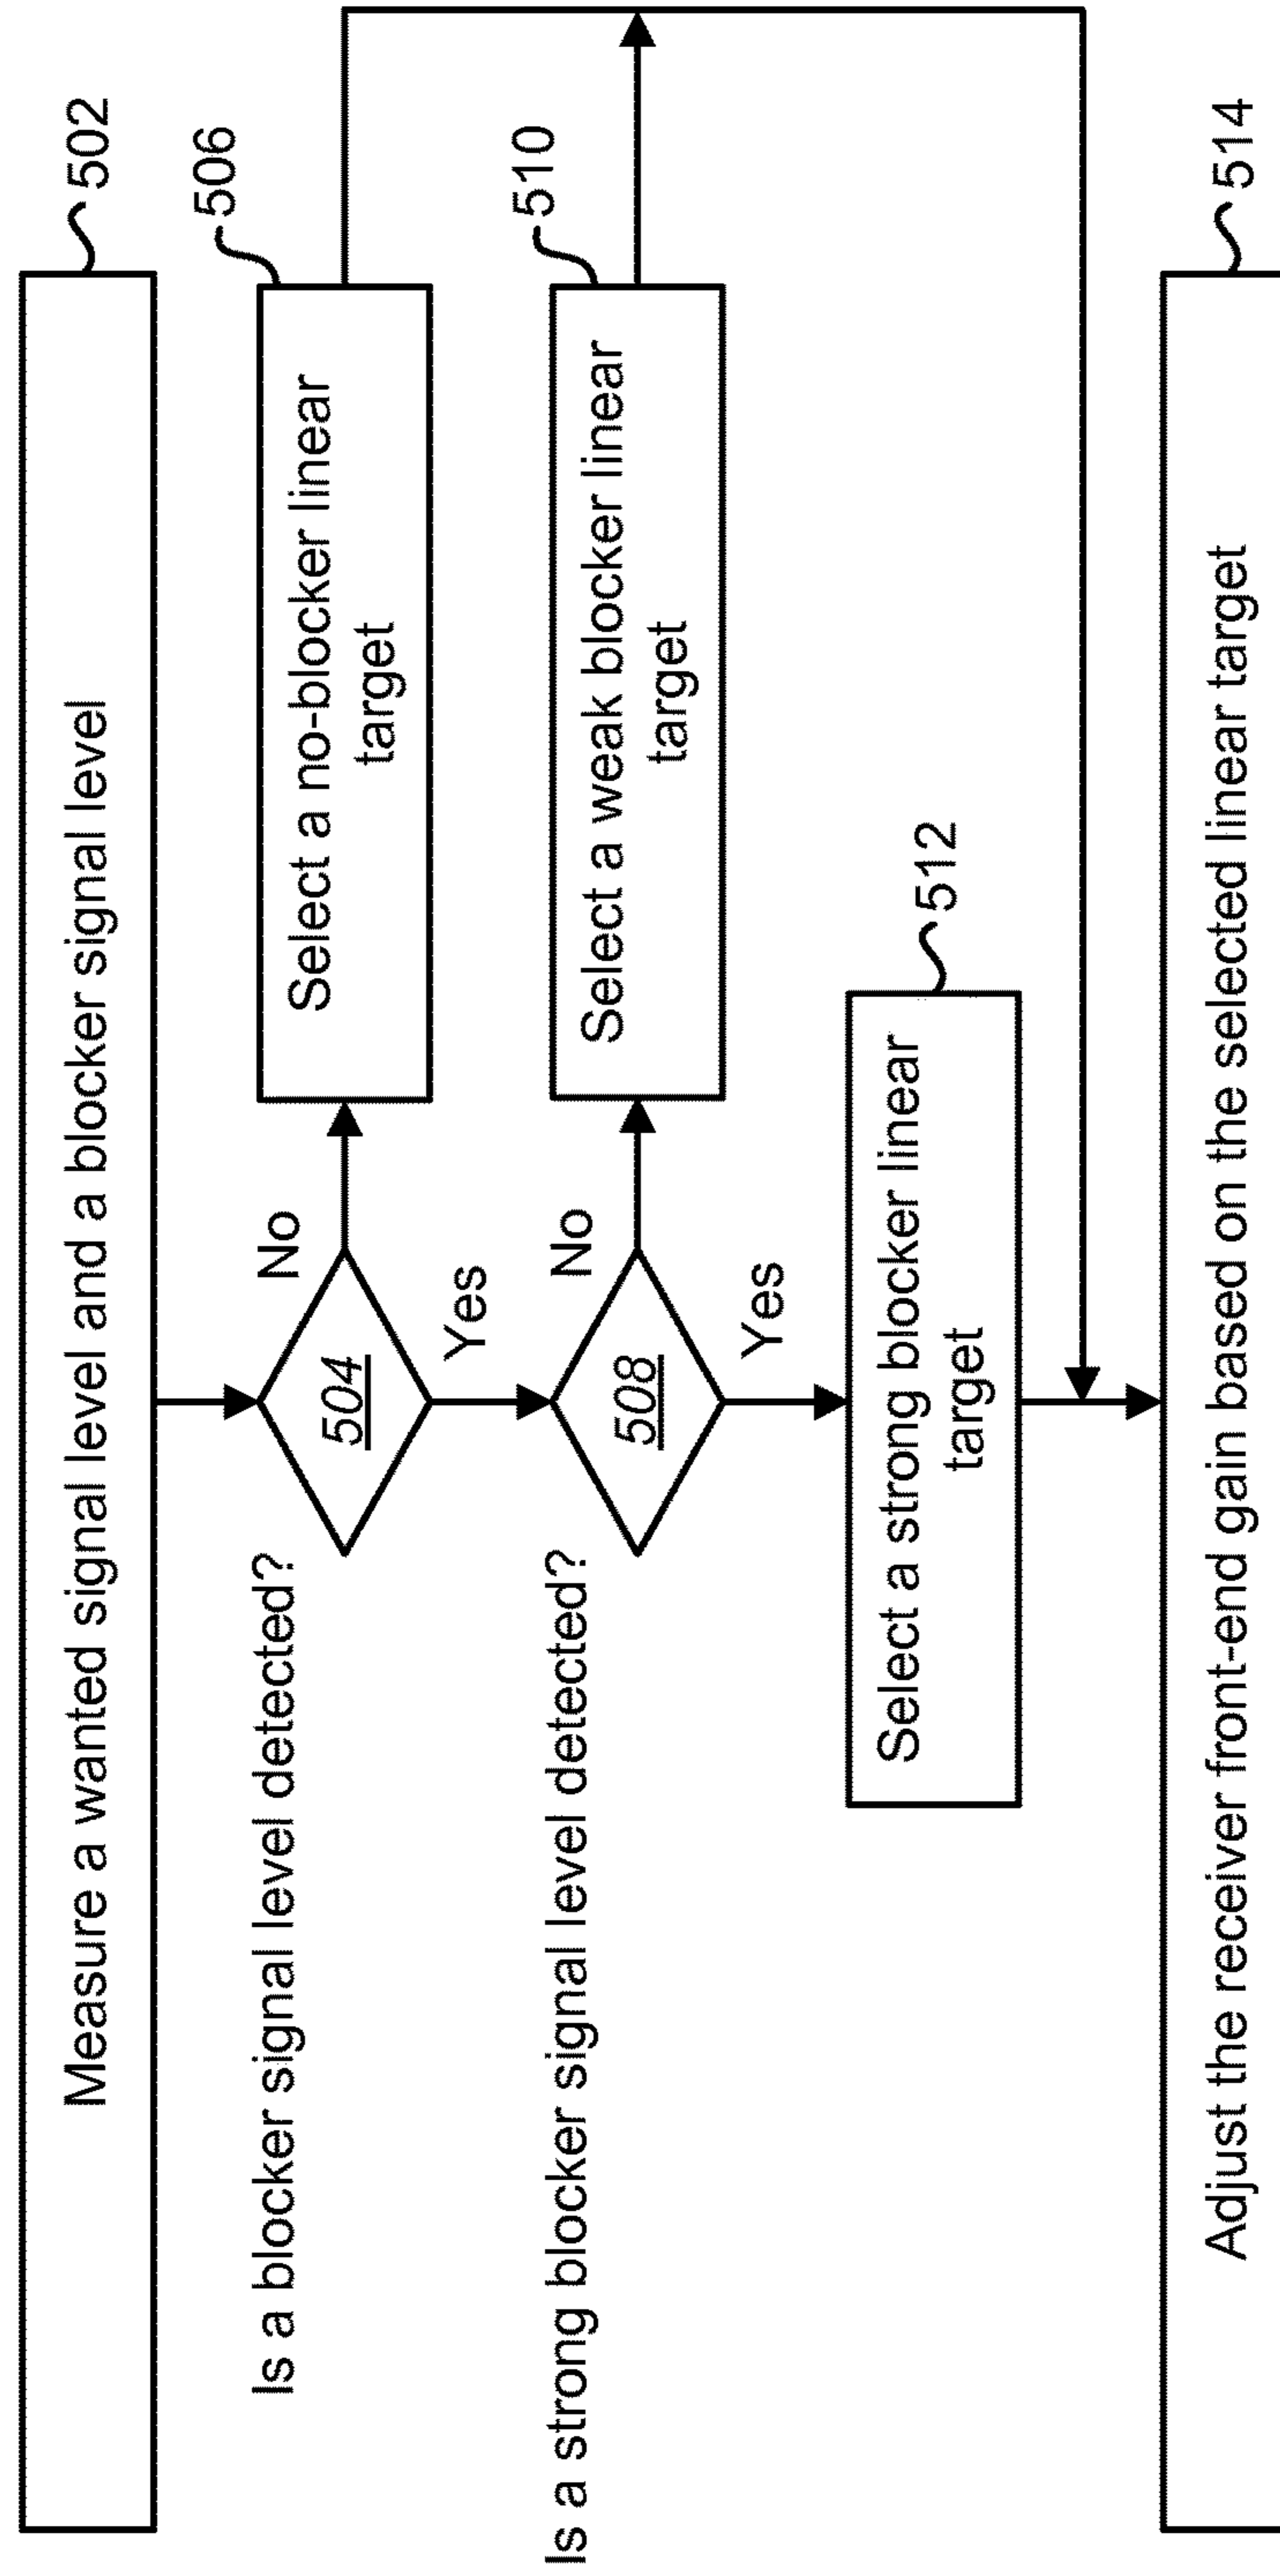 Measure a wanted signal level and a blocker signal level
502
Is a blocker signal level detected?
504
No
Yes
Select a no-blocker linear
target
506
Is a strong blocker signal level detected?
508
No
Yes
Select a weak blocker linear
target
510
Select a strong blocker linear
target
512
Adjust the receiver front-end gain based on the selected linear target
514